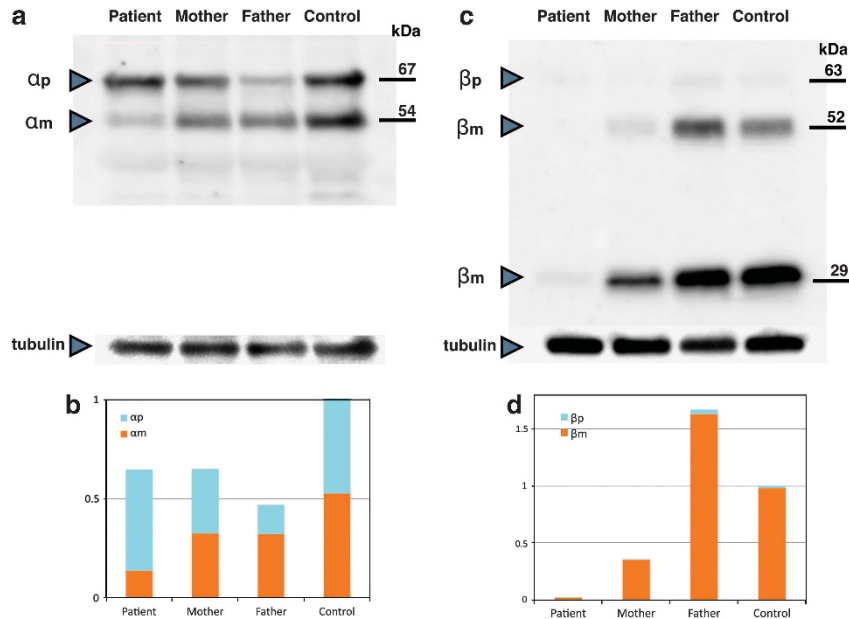 a
Patient Mother Father Control
kDa
αp
67
αm
54
tubulin
b
1
αp
αm
0.5
0
Patient Mother Father Control
c
Patient Mother Father Control
kDa
βp
63
βm
52
βm
29
tubulin
d
βp
βm
1.5
1
0.5
0
Patient Mother Father Control